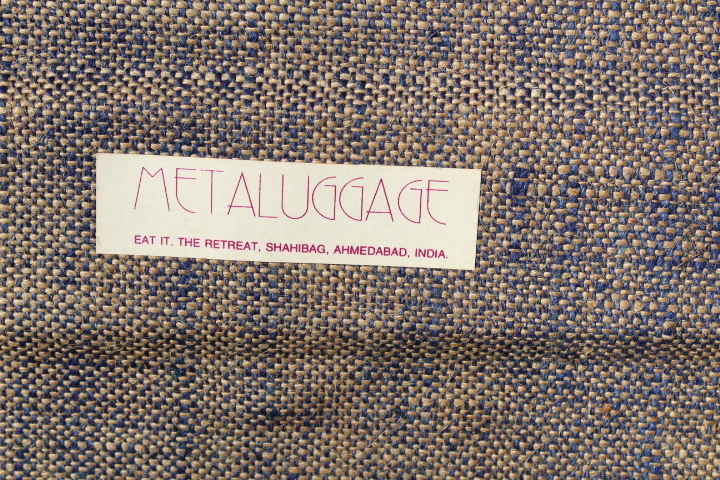 METALUGGAGE
EAT IT. THE RETREAT, SHAHIBAG, AHMEDABAD, INDIA.